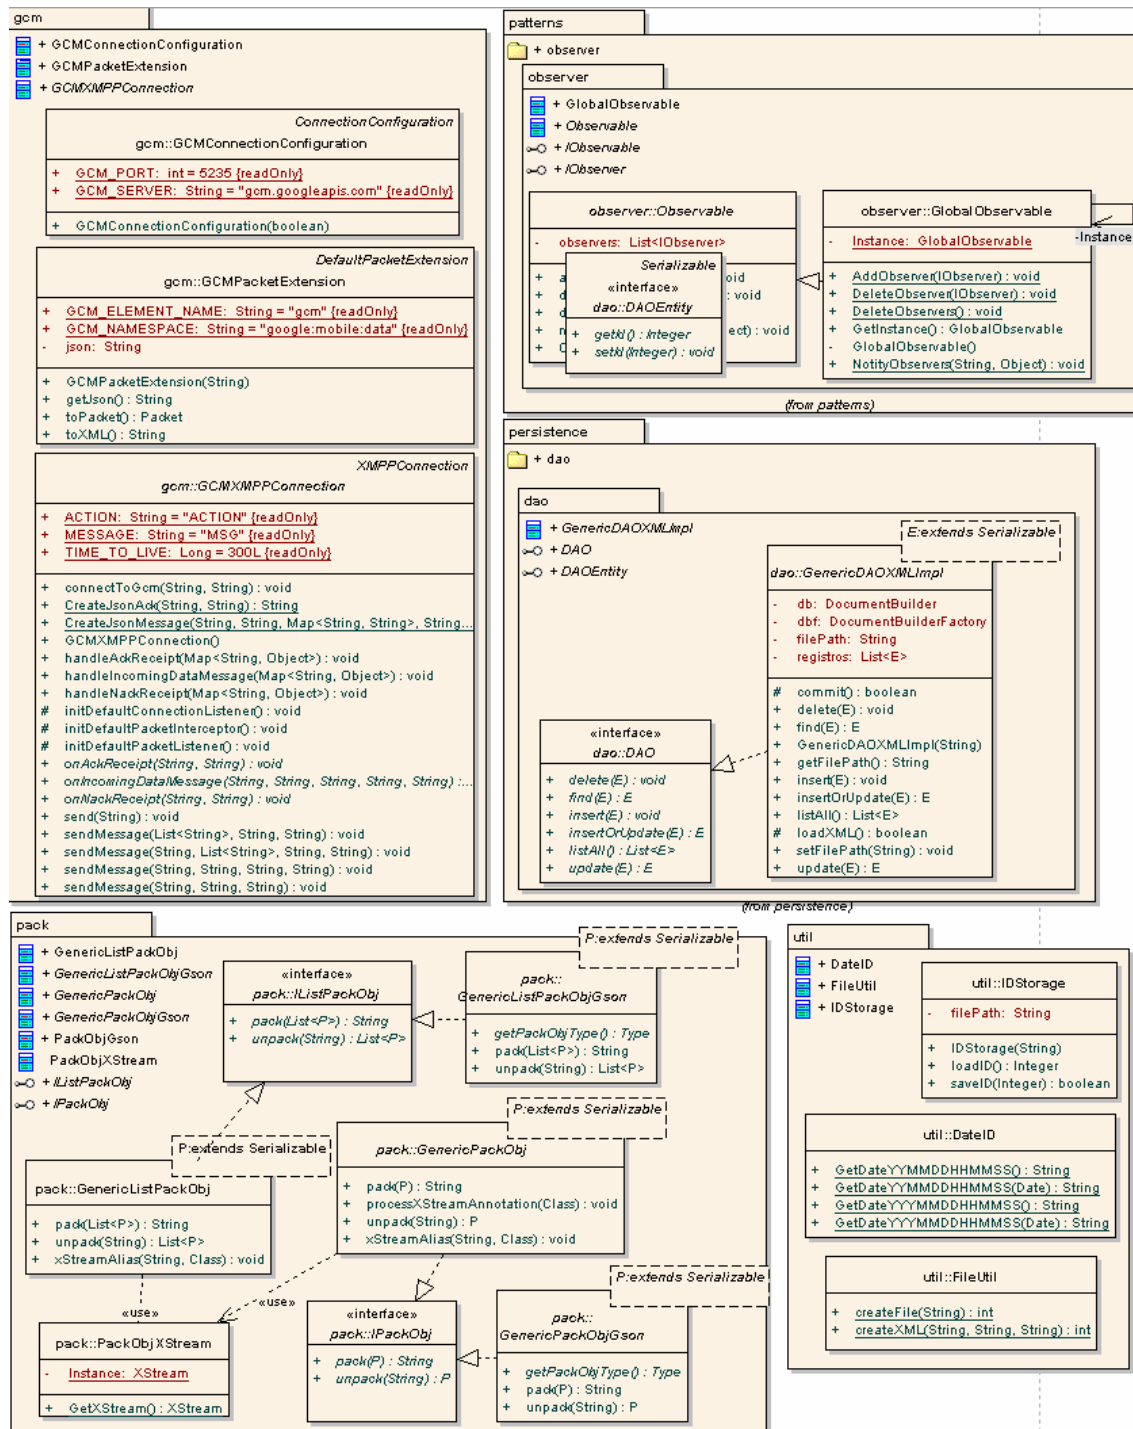 gcm
+ GCMConnectionConfiguration
+ GCMPacketExtension
+ GCMXMPPConnection
ConnectionConfiguration
gcm::GCMConnectionConfiguration
+ GCM_PORT: int = 5235 {readOnly}
+ GCM_SERVER: String = "gcm.googleapis.com" {readOnly}
+ GCMConnectionConfiguration(boolean)
DefaultPacketExtension
gcm::GCMPacketExtension
+ GCM_ELEMENT_NAME: String = "gcm" {readOnly}
+ GCM_NAMESPACE: String = "google:mobile:data" {readOnly}
- json: String
+ GCMPacketExtension(String)
+ getJson() : String
+ toPacket() : Packet
+ toXML() : String
XMPPConnection
gcm::GCMXMPPConnection
+ ACTION: String = "ACTION" {readOnly}
+ MESSAGE: String = "MSG" {readOnly}
+ TIME_TO_LIVE: Long = 300L {readOnly}
+ connectToGcm(String, String) : void
+ CreateJsonAck(String, String) : String
+ CreateJsonMessage(String, String, Map<String, String>, String...
+ GCMXMPPConnection()
+ handleAckReceipt(Map<String, Object>) : void
+ handleIncomingDataMessage(Map<String, Object>) : void
+ handleNackReceipt(Map<String, Object>) : void
# initDefaultConnectionListener() : void
# initDefaultPacketInterceptor() : void
# initDefaultPacketListener() : void
+ onAckReceipt(String, String) : void
+ onIncomingDataMessage(String, String, String, String, String) :...
+ onNackReceipt(String, String) : void
+ send(String) : void
+ sendMessage(List<String>, String, String) : void
+ sendMessage(String, List<String>, String, String) : void
+ sendMessage(String, String, String, String) : void
+ sendMessage(String, String, String) : void
patterns
+ observer
observer
+ GlobalObservable
+ Observable
+ IObservable
+ IObserver
observer::Observable
- observers: List<IObserver>
+ a
void
+ d
+ d
+ n
ect) : void
+ O
Serializable
«interface»
dao::DAOEntity
+ getId() : Integer
+ setId(Integer) : void
observer::GlobalObservable
- Instance: GlobalObservable
+ AddObserver(IObserver) : void
+ DeleteObserver(IObserver) : void
+ DeleteObservers() : void
+ GetInstance() : GlobalObservable
- GlobalObservable()
+ NotityObservers(String, Object) : void
-Instance
(from patterns)
persistence
+ dao
dao
+ GenericDAOXMLImpl
+ DAO
+ DAOEntity
E:extends Serializable
dao::GenericDAOXMLImpl
- db: DocumentBuilder
- dbf: DocumentBuilderFactory
- filePath: String
- registros: List<E>
# commit() : boolean
+ delete(E) : void
+ find(E) : E
+ GenericDAOXMLImpl(String)
+ getFilePath() : String
+ insert(E) : void
+ insertOrUpdate(E) : E
+ listAll() : List<E>
# loadXML() : boolean
+ setFilePath(String) : void
+ update(E) : E
«interface»
dao::DAO
+ delete(E) : void
+ find(E) : E
+ insert(E) : void
+ insertOrUpdate(E) : E
+ listAll() : List<E>
+ update(E) : E
(from persistence)
pack
+ GenericListPackObj
+ GenericListPackObjGson
+ GenericPackObj
+ GenericPackObjGson
+ PackObjGson
PackObjXStream
+ IListPackObj
+ IPackObj
«interface»
pack::IListPackObj
+ pack(List<P>) : String
+ unpack(String) : List<P>
P:extends Serializable
pack::
GenericListPackObjGson
+ getPackObjType() : Type
+ pack(List<P>) : String
+ unpack(String) : List<P>
P:extends Serializable
pack::GenericListPackObj
+ pack(List<P>) : String
+ unpack(String) : List<P>
+ xStreamAlias(String, Class) : void
P:extends Serializable
pack::GenericPackObj
+ pack(P) : String
+ processXStreamAnnotation(Class) : void
+ unpack(String) : P
+ xStreamAlias(String, Class) : void
«use»
«use»
pack::PackObjXStream
- Instance: XStream
+ GetXStream() : XStream
«interface»
pack::IPackObj
+ pack(P) : String
+ unpack(String) : P
P:extends Serializable
pack::
GenericPackObjGson
+ getPackObjType() : Type
+ pack(P) : String
+ unpack(String) : P
util
+ DateID
+ FileUtil
+ IDStorage
util::IDStorage
- filePath: String
+ IDStorage(String)
+ loadID() : Integer
+ saveID(Integer) : boolean
util::DateID
+ GetDateYYMMDDHHMMSS() : String
+ GetDateYYMMDDHHMMSS(Date) : String
+ GetDateYYYMMDDHHMMSS() : String
+ GetDateYYYMMDDHHMMSS(Date) : String
util::FileUtil
+ createFile(String) : int
+ createXML(String, String, String) : int